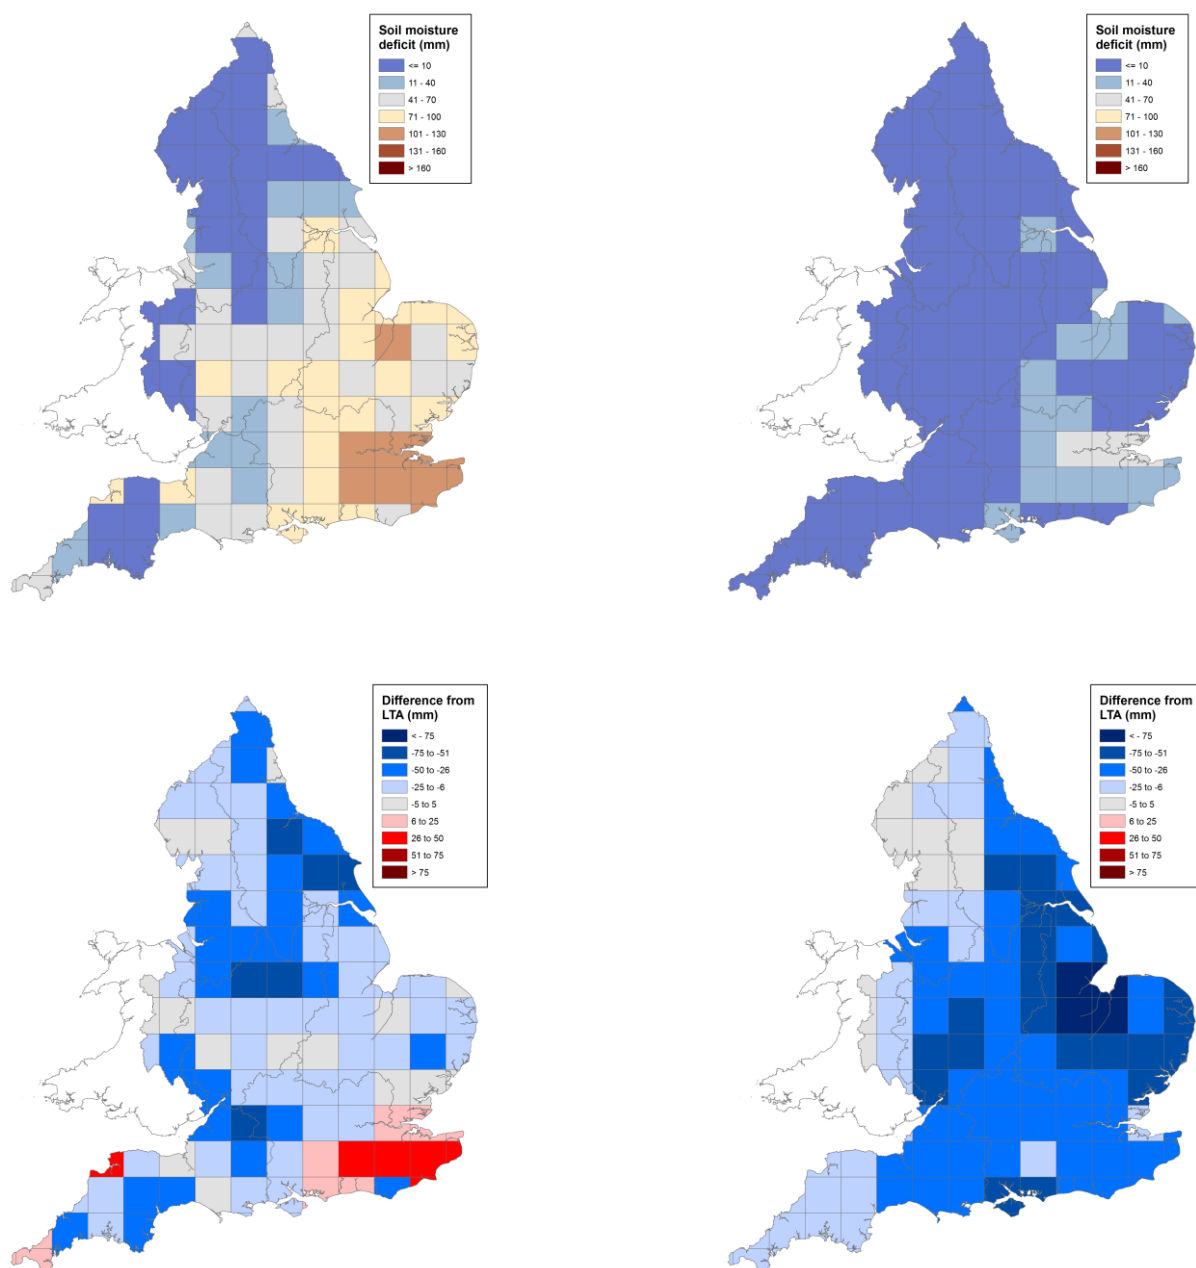 Soil moisture
deficit (mm)
<= 10
11 - 40
41 - 70
71 - 100
101 - 130
131 - 160
> 160
Soil moisture
deficit (mm)
<= 10
11 - 40
41 - 70
71 - 100
101 - 130
131 - 160
> 160
Difference from
LTA (mm)
< - 75
-75 to -51
-50 to -26
-25 to -6
-5 to 5
6 to 25
26 to 50
51 to 75
> 75
Difference from
LTA (mm)
< - 75
-75 to -51
-50 to -26
-25 to -6
-5 to 5
6 to 25
26 to 50
51 to 75
> 75